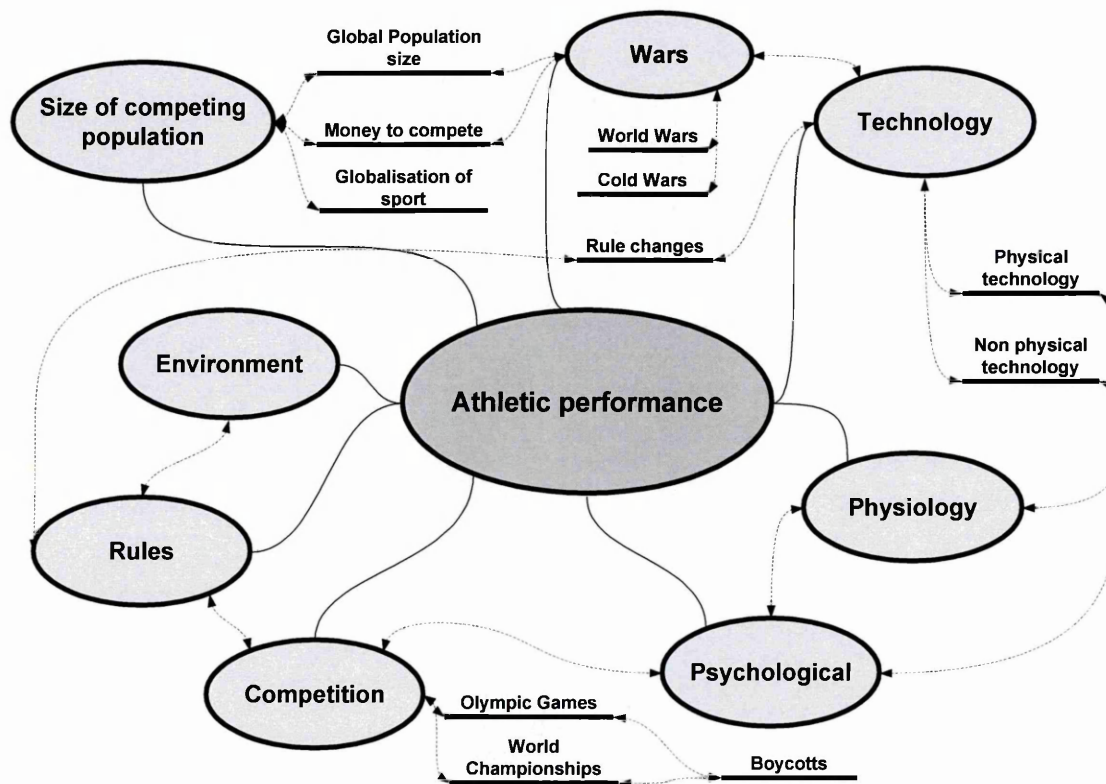 Global Population
size
Wars
Size of competing
population
Money to compete
Technology
World Wars
Globalisation of
sport
Cold Wars
Rule changes
Physical
technology
Environment
Non physical
technology
Athletic performance
Physiology
Rules
Psychological
Competition
Olympic Games
World
Championships
Boycotts